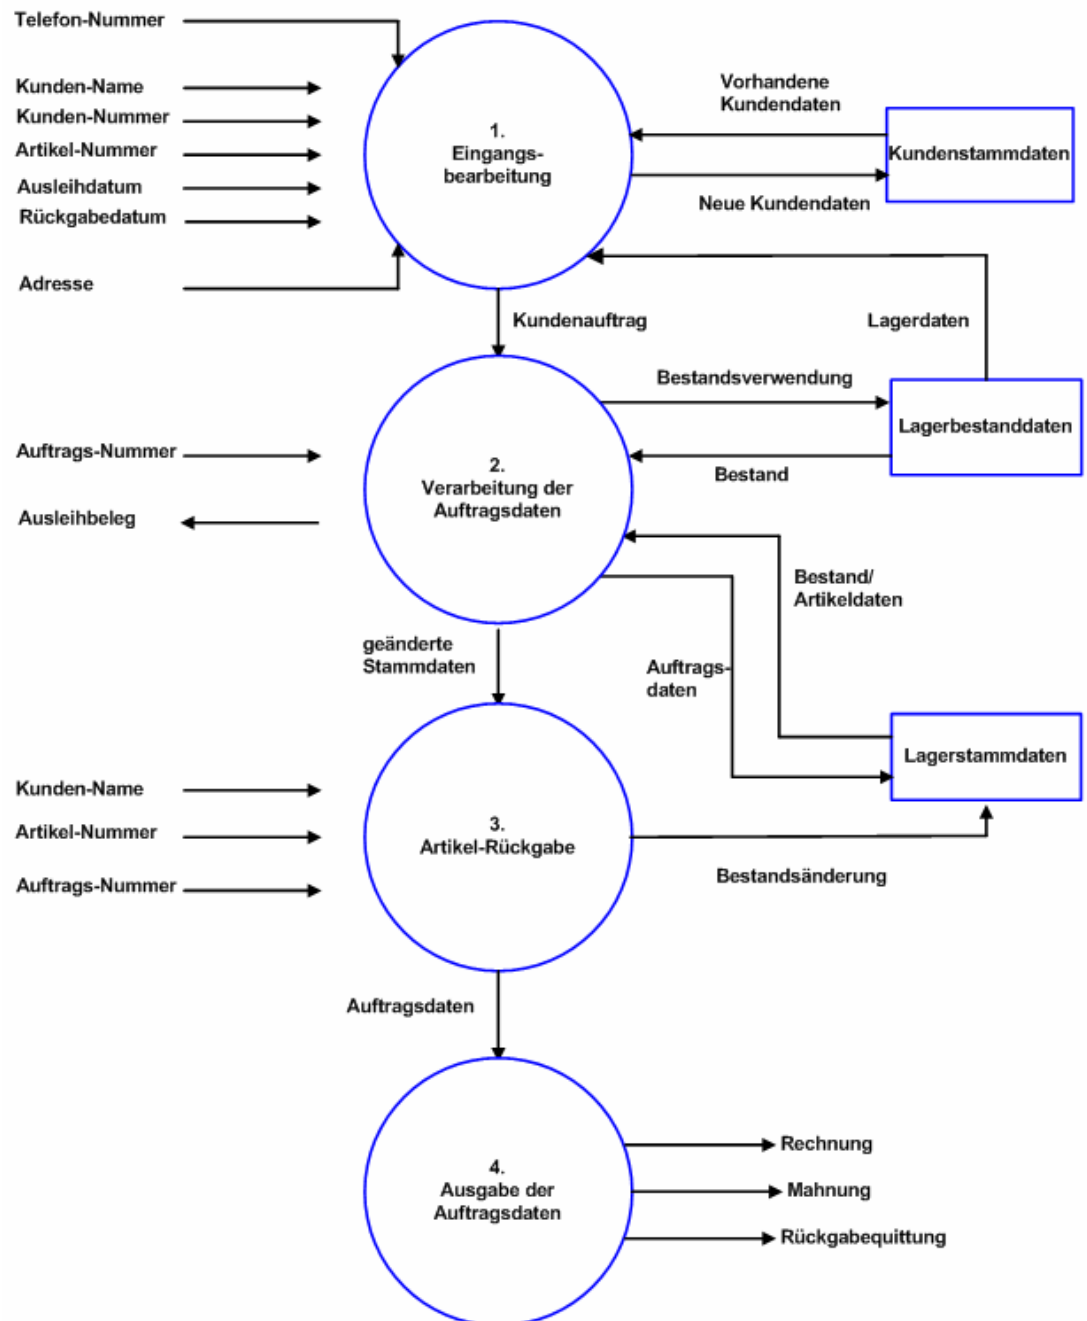 Telefon-Nummer
Kunden-Name
Kunden-Nummer
Artikel-Nummer
Ausleihdatum
Rückgabedatum
Adresse
1.
Eingangs-
bearbeitung
Vorhandene
Kundendaten
Kundenstammdaten
Neue Kundendaten
Kundenauftrag
Lagerdaten
Bestandsverwendung
Lagerbestanddaten
Bestand
Auftrags-Nummer
Ausleihbeleg
2.
Verarbeitung der
Auftragsdaten
Bestand/
Artikeldaten
geänderte
Stammdaten
Auftrags-
daten
Lagerstammdaten
Kunden-Name
Artikel-Nummer
Auftrags-Nummer
3.
Artikel-Rückgabe
Bestandsänderung
Auftragsdaten
4.
Ausgabe der
Auftragsdaten
Rechnung
Mahnung
Rückgabequittung